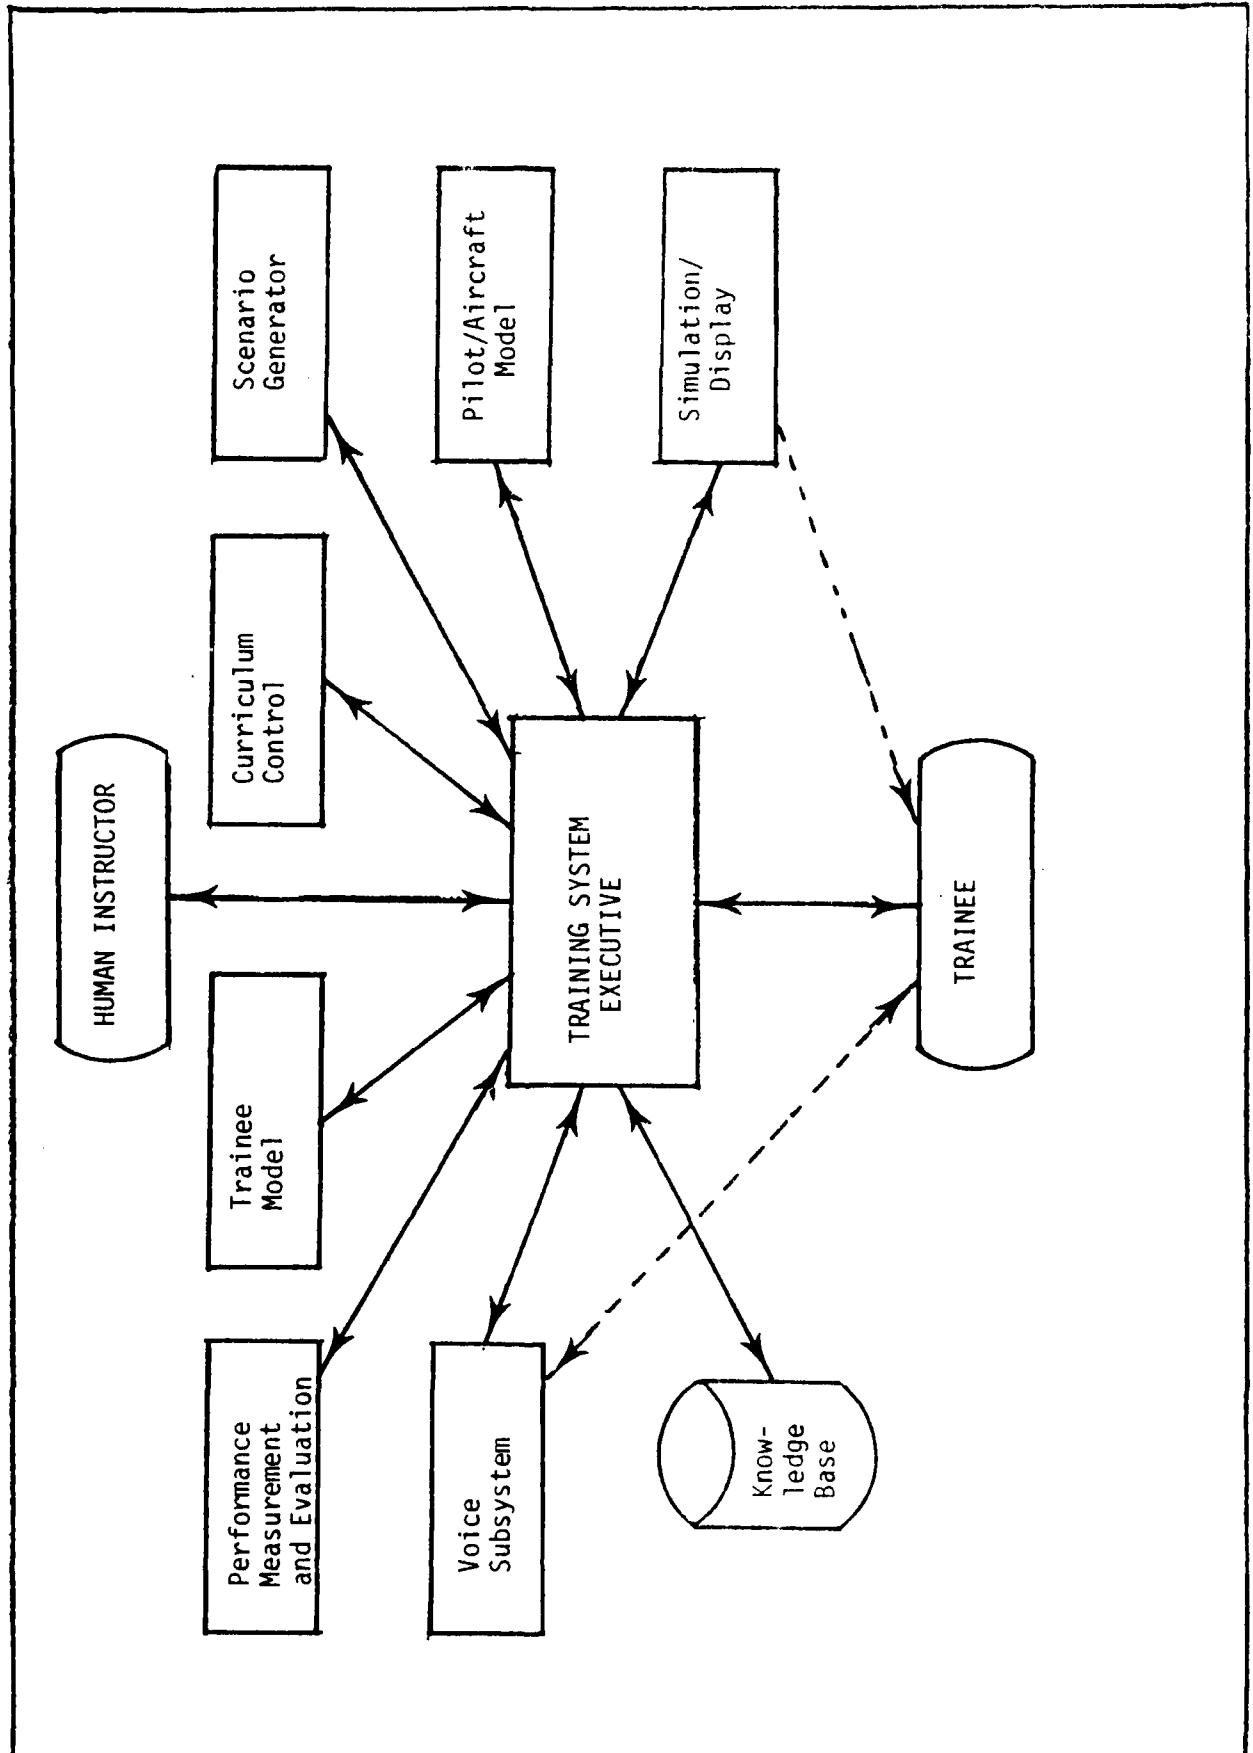 HUMAN INSTRUCTOR
Performance
Measurement
and Evaluation
Trainee
Model
Curriculum
Control
Scenario
Generator
Voice
Subsystem
TRAINING SYSTEM
EXECUTIVE
Pilot/Aircraft
Model
Know-
ledge
Base
Simulation/
Display
TRAINEE